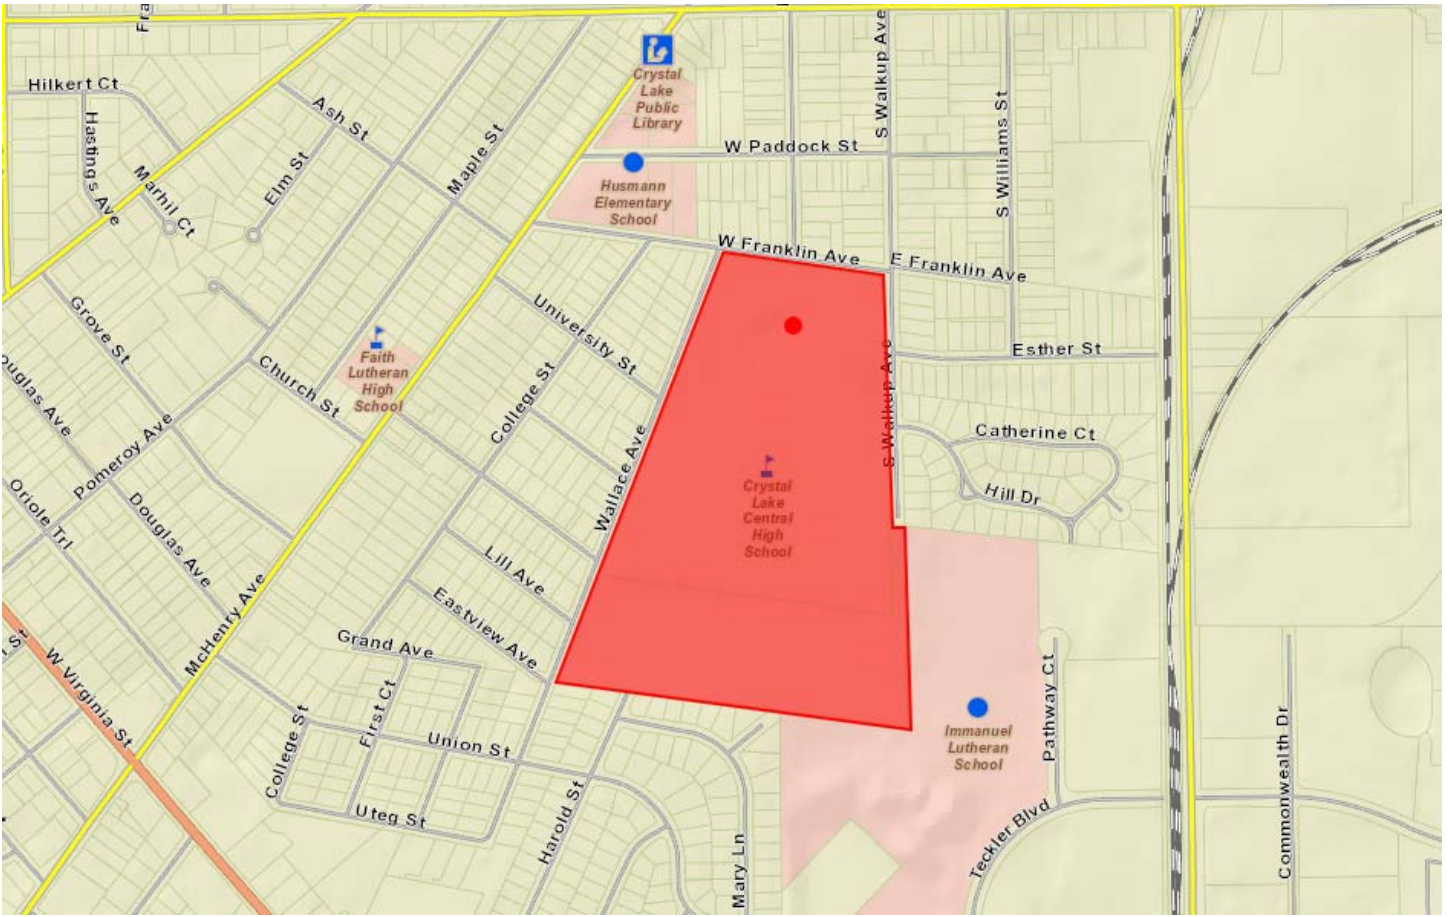 Fra
Hilkert Ct
Hastings Ave
Ash St
Elm St
Marhil Ct
Maple St
Crystal
Lake
Public
Library
S Walkup Ave
W Paddock St
S Williams St
Husmann
Elementary
School
W Franklin Ave
E Franklin Ave
Grove St
University St
Faith
Lutheran
High
School
Esther St
ouglas Ave
Church St
College St
S Walkup Ave
Catherine Ct
Pomeroy Ave
Wallace Ave
Crystal
Lake
Central
High
School
Hill Dr
Oriole Trl
Douglas Ave
Lill Ave
Eastview Ave
McHenry Ave
Grand Ave
W Virginia St
St
First Ct
College St
Union St
Pathway Ct
Immanuel
Lutheran
School
Commonwealth Dr
Uteg St
Harold St
Mary Ln
Teckler Blvd